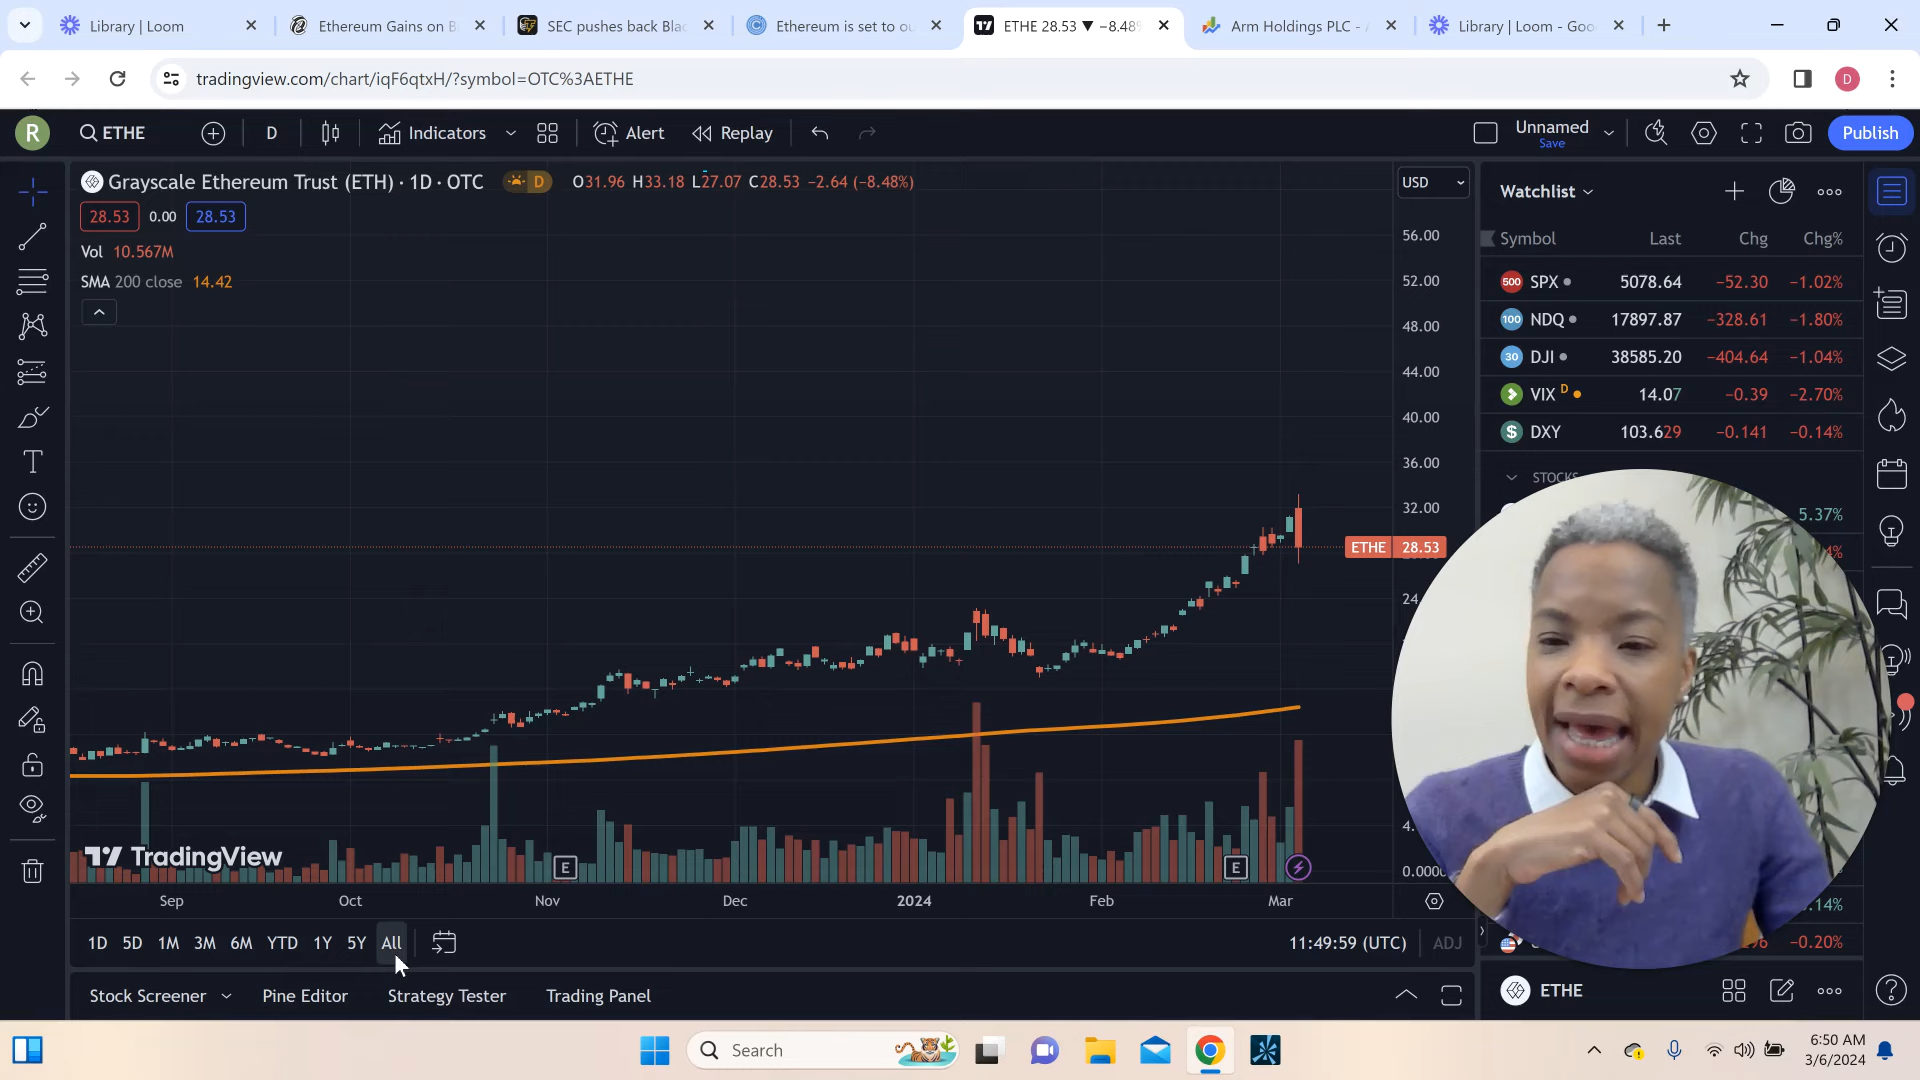 Library | Loom
Ethereum Gains on B
SEC pushes back Bla
Ethereum is set to ou
ETHE 28.53 ▼ −8.48%
Arm Holdings PLC - A
Library | Loom - Goo
tradingview.com/chart/iqF6qtxH/?symbol=OTC%3AETHE
D
R
ETHE
D
Indicators
Alert
Replay
Unnamed
Save
Publish
Grayscale Ethereum Trust (ETH) · 1D · OTC
D
O31.96 H33.18 L27.07 C28.53 −2.64 (−8.48%)
USD
28.53 0.00 28.53
Vol 10.567M
SMA 200 close 14.42
56.00
52.00
48.00
44.00
40.00
36.00
32.00
ETHE 28.53
24.
4.
0.0000
TradingView
E
E
Sep
Oct
Nov
Dec
2024
Feb
Mar
1D 5D 1M 3M 6M YTD 1Y 5Y All
11:49:59 (UTC)
ADJ
Stock Screener
Pine Editor
Strategy Tester
Trading Panel
Watchlist
Symbol Last Chg Chg%
500 SPX 5078.64 −52.30 −1.02%
100 NDQ 17897.87 −328.61 −1.80%
30 DJI 38585.20 −404.64 −1.04%
VIX D 14.07 −0.39 −2.70%
$ DXY 103.629 −0.141 −0.14%
STOCKS
5.37%
−0.20%
ETHE
Search
6:50 AM
3/6/2024